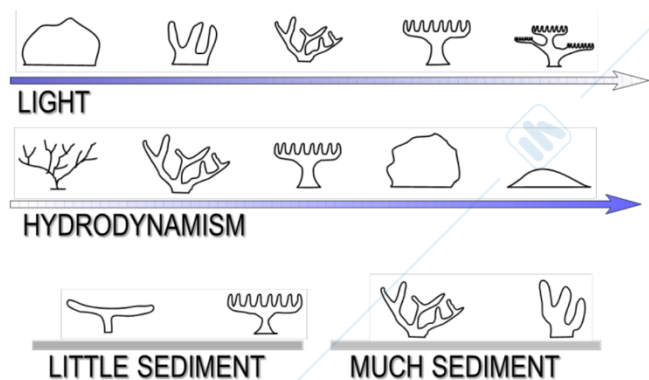 LIGHT
HYDRODYNAMISM
LITTLE SEDIMENT
MUCH SEDIMENT